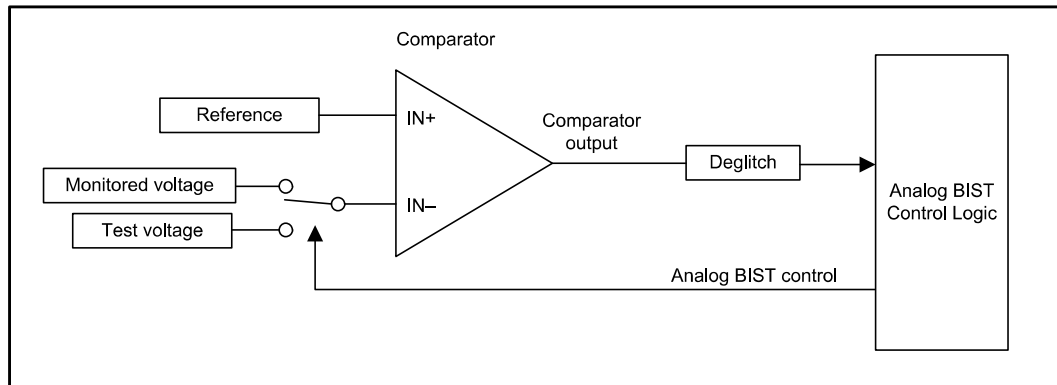 Comparator
Reference
IN+
Comparator
output
Deglitch
Monitored voltage
Test voltage
IN–
Analog BIST
Control Logic
Analog BIST control